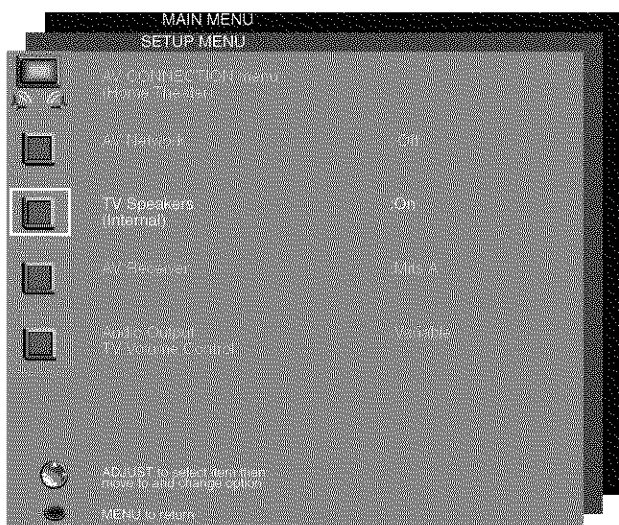 MAIN MENU
SETUP MENU
AV CONNECTION menu
(Home Theater)
AV Network :Off
TV Speakers :On
(Internal)
AV Receiver :Mits A
Audio Output : Variable
TV Volume Control
ADJUST to select item then
move to and change option
MENU to return